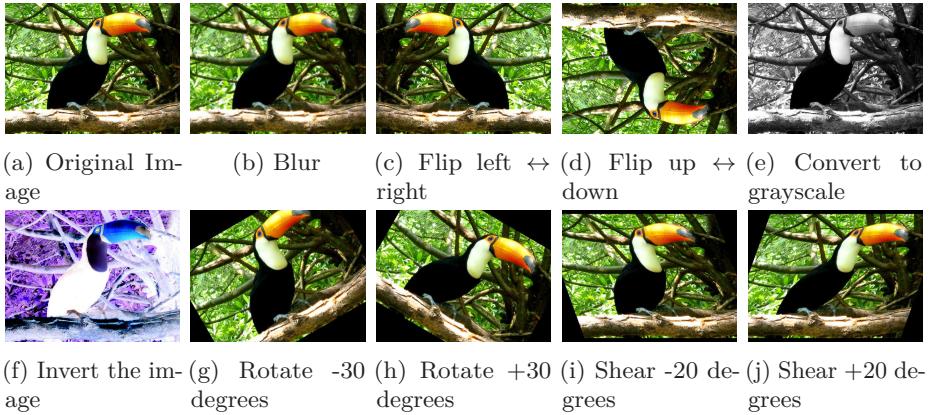 (a) Original Im-
age
(b) Blur
(c) Flip left ↔
right
(d) Flip up ↔
down
(e) Convert to
grayscale
(f) Invert the im-
age
(g) Rotate -30
degrees
(h) Rotate +30
degrees
(i) Shear -20 de-
grees
(j) Shear +20 de-
grees